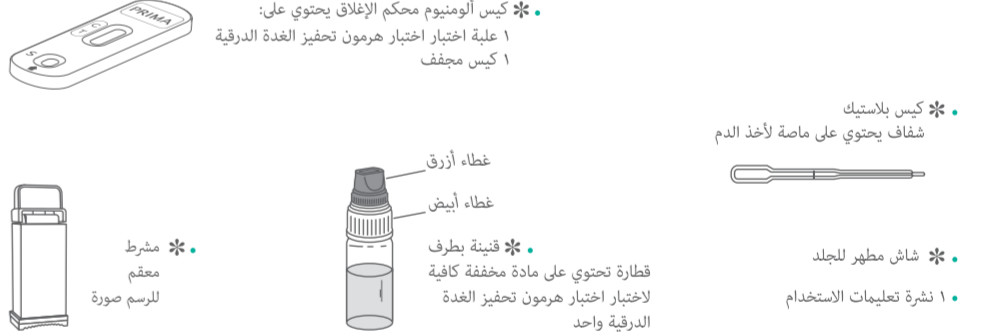 • ✻ كيس ألومنيوم محكم الإغلاق يحتوي على:
١ علبة اختبار اختبار هرمون تحفيز الغدة الدرقية
١ كيس مجفف
PRIMA
C
T
S
• ✻ كيس بلاستيك
شفاف يحتوي على ماصة لأخذ الدم
غطاء أزرق
غطاء أبيض
• ✻ قنينة بطرف
قطارة تحتوي على مادة مخففة كافية
لاختبار اختبار هرمون تحفيز الغدة
الدرقية واحد
• ✻ مشرط
معقم
للرسم صورة
• ✻ شاش مطهر للجلد
• ١ نشرة تعليمات الاستخدام